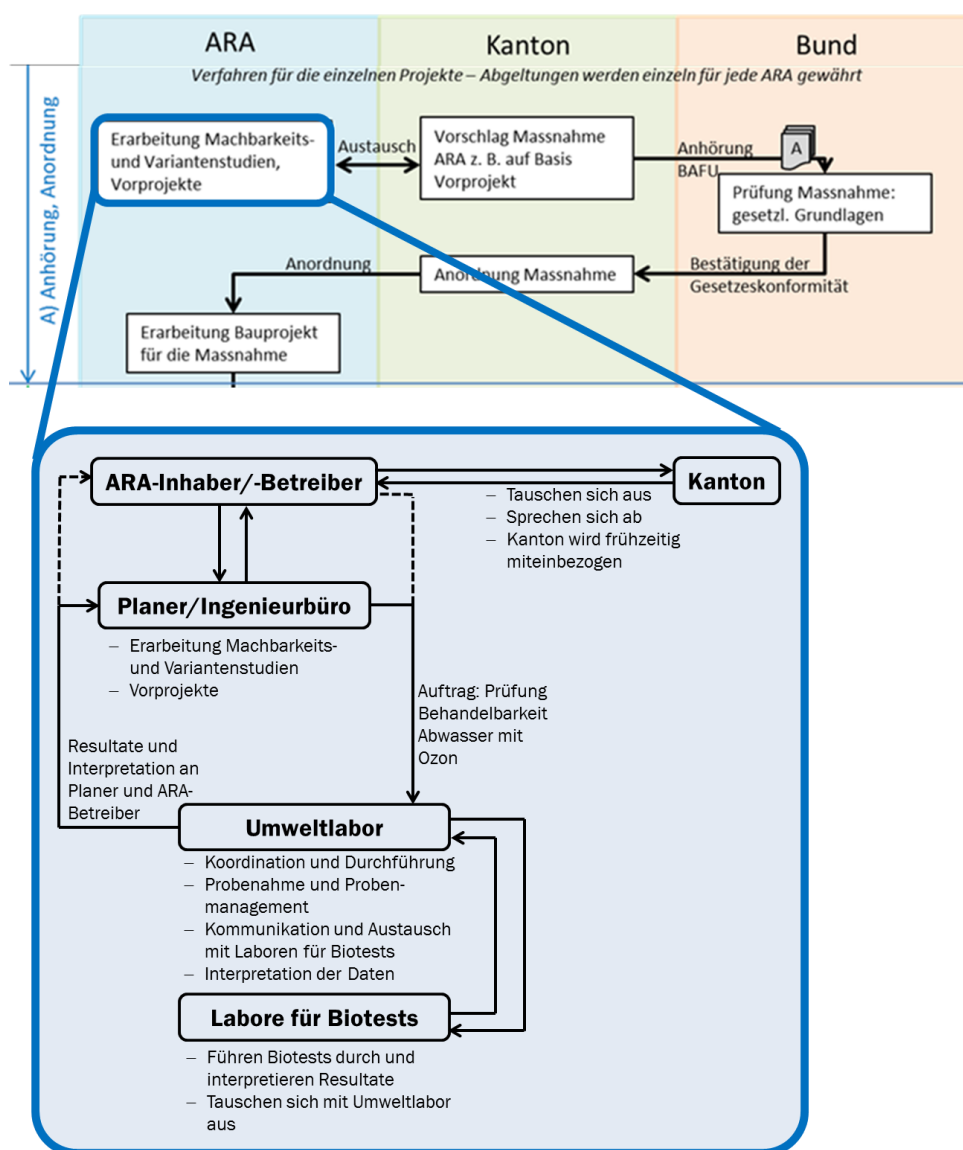 ARA
Kanton
Bund
Verfahren für die einzelnen Projekte – Abgeltungen werden einzeln für jede ARA gewährt
A) Anhörung, Anordnung
Erarbeitung Machbarkeits-
und Variantenstudien,
Vorprojekte
Austausch
Vorschlag Massnahme
ARA z. B. auf Basis
Vorprojekt
Anhörung
BAFU
A
Prüfung Massnahme:
gesetzl. Grundlagen
Anordnung
Anordnung Massnahme
Bestätigung der
Gesetzeskonformität
Erarbeitung Bauprojekt
für die Massnahme
ARA-Inhaber/-Betreiber
Kanton
– Tauschen sich aus
– Sprechen sich ab
– Kanton wird frühzeitig
miteinbezogen
Planer/Ingenieurbüro
– Erarbeitung Machbarkeits-
und Variantenstudien
– Vorprojekte
Auftrag: Prüfung
Behandelbarkeit
Abwasser mit
Ozon
Resultate und
Interpretation an
Planer und ARA-
Betreiber
Umweltlabor
– Koordination und Durchführung
– Probenahme und Proben-
management
– Kommunikation und Austausch
mit Laboren für Biotests
– Interpretation der Daten
Labore für Biotests
– Führen Biotests durch und
interpretieren Resultate
– Tauschen sich mit Umweltlabor
aus